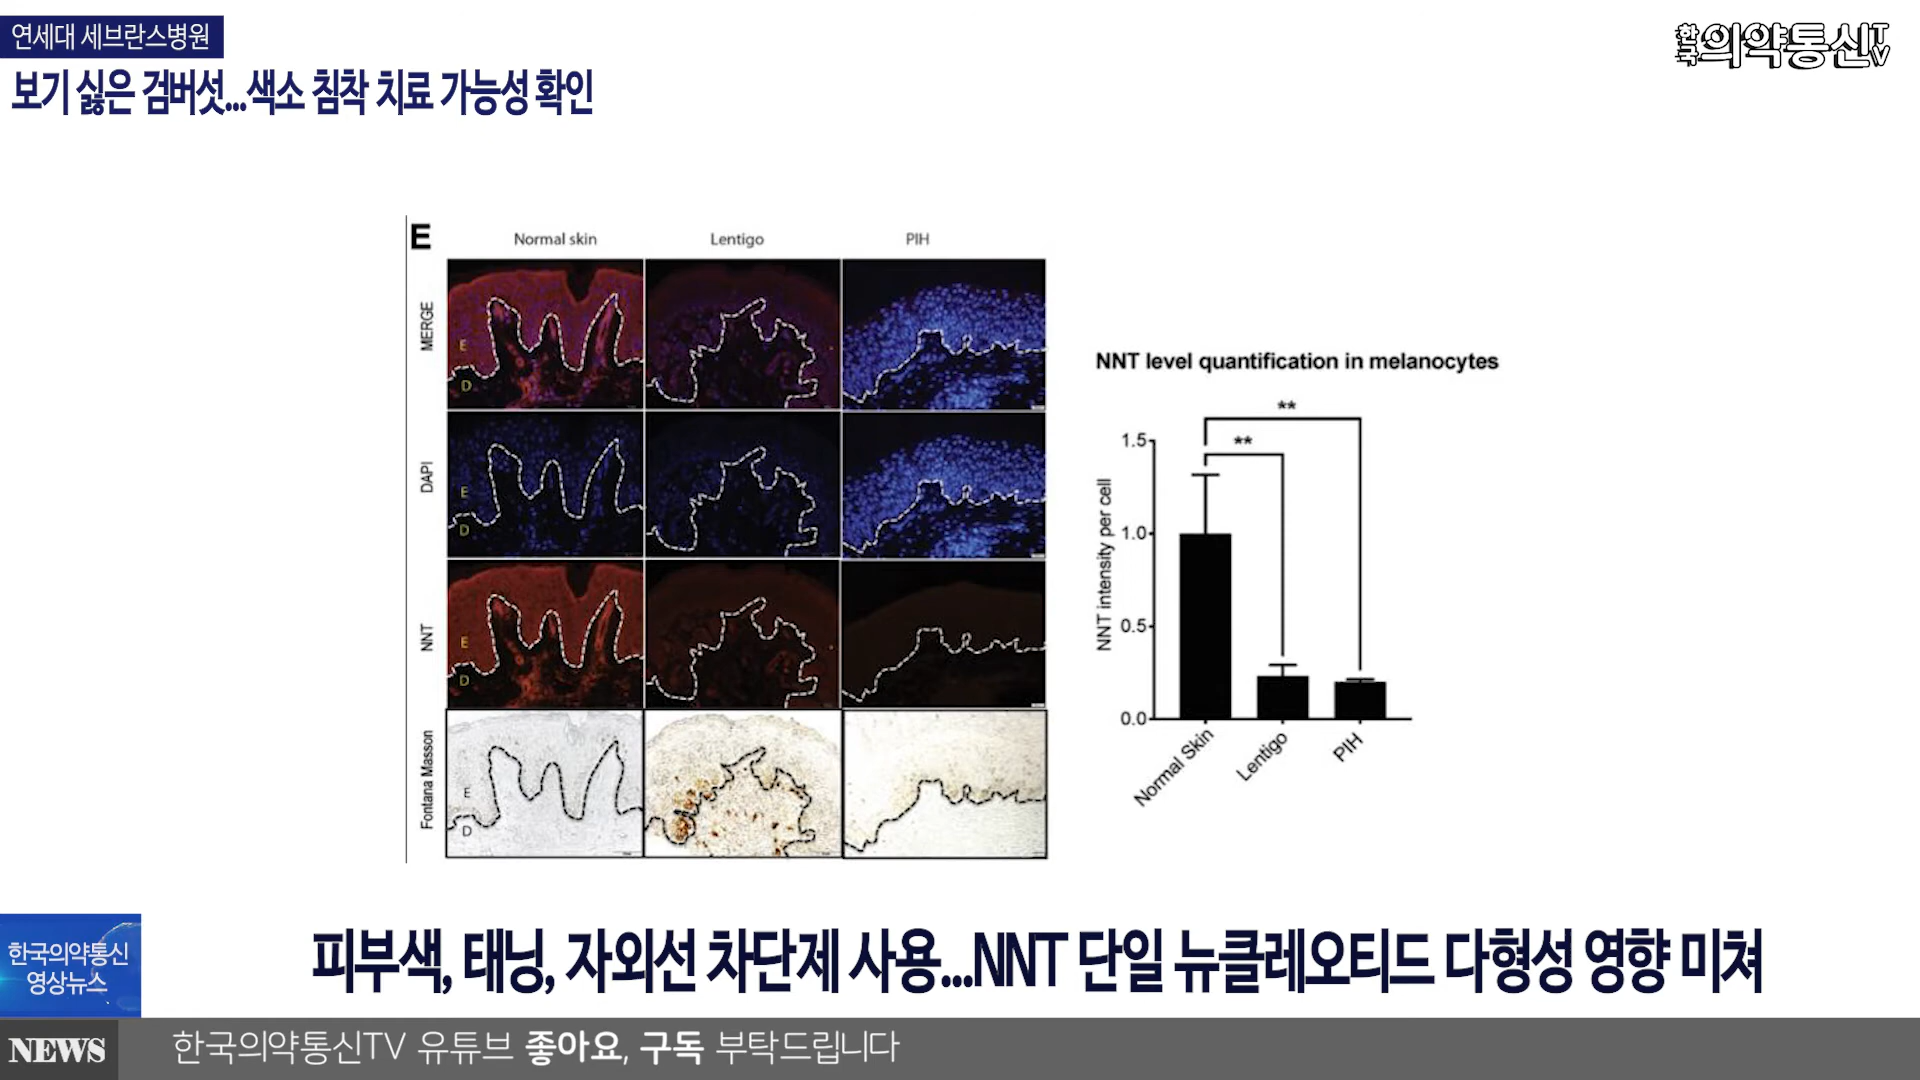 연세대 세브란스병원
보기 싫은 검버섯...색소 침착 치료 가능성 확인
한국의약통신TV
E
Normal skin
Lentigo
PIH
MERGE
E
D
DAPI
E
D
NNT
E
D
Fontana Masson
E
D
NNT level quantification in melanocytes
**
**
NNT intensity per cell
1.5
1.0
0.5
0.0
Normal Skin
Lentigo
PIH
한국의약통신
영상뉴스
피부색, 태닝, 자외선 차단제 사용...NNT 단일 뉴클레오티드 다형성 영향 미쳐
NEWS
한국의약통신TV 유튜브 좋아요, 구독 부탁드립니다